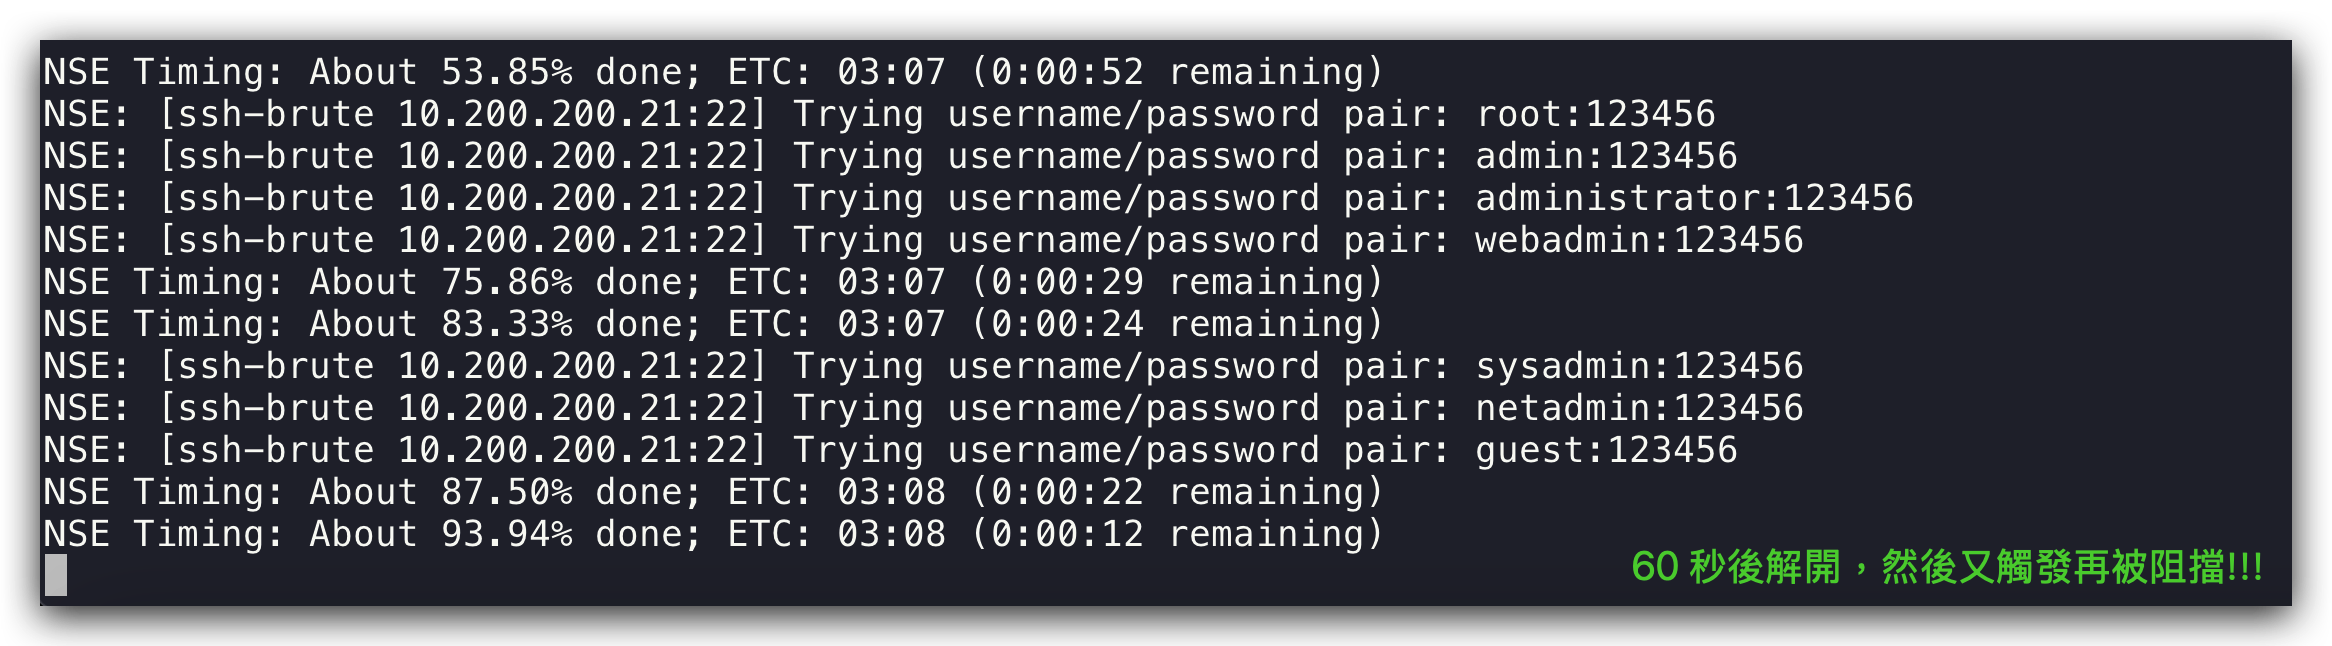 NSE Timing: About 53.85% done; ETC: 03:07 (0:00:52 remaining)
NSE: [ssh-brute 10.200.200.21:22] Trying username/password pair: root:123456
NSE: [ssh-brute 10.200.200.21:22] Trying username/password pair: admin:123456
NSE: [ssh-brute 10.200.200.21:22] Trying username/password pair: administrator:123456
NSE: [ssh-brute 10.200.200.21:22] Trying username/password pair: webadmin:123456
NSE Timing: About 75.86% done; ETC: 03:07 (0:00:29 remaining)
NSE Timing: About 83.33% done; ETC: 03:07 (0:00:24 remaining)
NSE: [ssh-brute 10.200.200.21:22] Trying username/password pair: sysadmin:123456
NSE: [ssh-brute 10.200.200.21:22] Trying username/password pair: netadmin:123456
NSE: [ssh-brute 10.200.200.21:22] Trying username/password pair: guest:123456
NSE Timing: About 87.50% done; ETC: 03:08 (0:00:22 remaining)
NSE Timing: About 93.94% done; ETC: 03:08 (0:00:12 remaining)
60 秒後解開，然後又觸發再被阻擋!!!